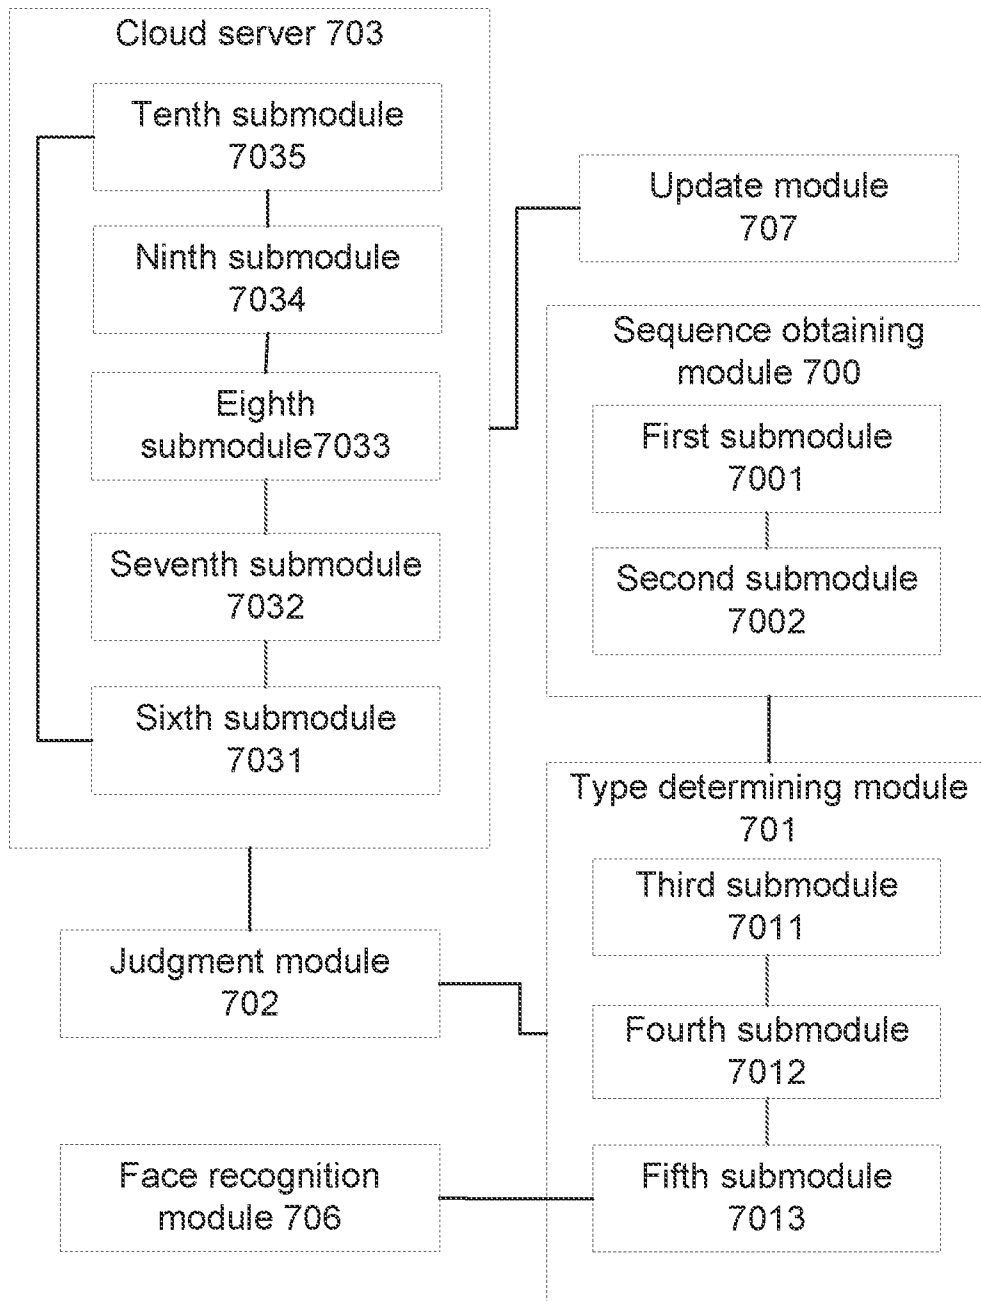 Cloud server 703
Tenth submodule
7035
Ninth submodule
7034
Eighth
submodule7033
Seventh submodule
7032
Sixth submodule
7031
Judgment module
702
Face recognition
module 706
Update module
707
Sequence obtaining
module 700
First submodule
7001
Second submodule
7002
Type determining module
701
Third submodule
7011
Fourth submodule
7012
Fifth submodule
7013